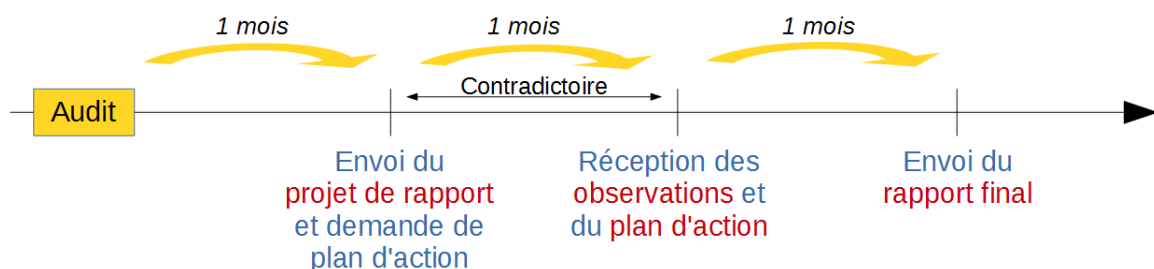 1 mois
1 mois
1 mois
Contradictoire
Audit
Envoi du
projet de rapport
et demande de
plan d'action
Réception des
observations et
du plan d'action
Envoi du
rapport final